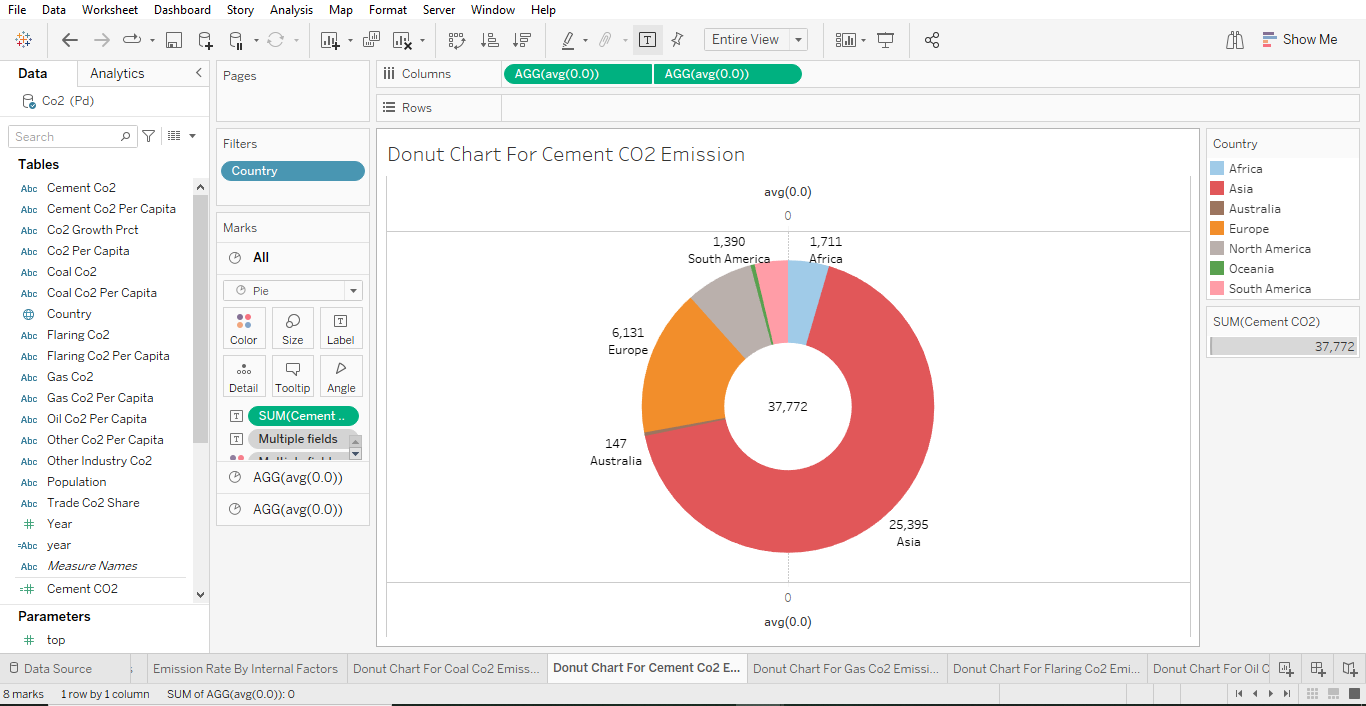 File Data Worksheet Dashboard Story Analysis Map Format Server Window Help
Entire View
Show Me
Data Analytics
Co2 (Pd)
Search
Tables
Abc Cement Co2
Abc Cement Co2 Per Capita
Abc Co2 Growth Prct
Abc Co2 Per Capita
Abc Coal Co2
Abc Coal Co2 Per Capita
Country
Abc Flaring Co2
Abc Flaring Co2 Per Capita
Abc Gas Co2
Abc Gas Co2 Per Capita
Abc Oil Co2 Per Capita
Abc Other Co2 Per Capita
Abc Other Industry Co2
Abc Population
Abc Trade Co2 Share
# Year
=Abc year
Abc Measure Names
=# Cement CO2
Parameters
# top
Pages
Filters
Country
Marks
All
Pie
Color Size Label
Detail Tooltip Angle
SUM(Cement ..
Multiple fields
AGG(avg(0.0))
AGG(avg(0.0))
Columns AGG(avg(0.0)) AGG(avg(0.0))
Rows
Donut Chart For Cement CO2 Emission
avg(0.0)
0
1,390
South America
1,711
Africa
6,131
Europe
37,772
147
Australia
25,395
Asia
0
avg(0.0)
Country
Africa
Asia
Australia
Europe
North America
Oceania
South America
SUM(Cement CO2)
37,772
Data Source Emission Rate By Internal Factors Donut Chart For Coal Co2 Emiss... Donut Chart For Cement Co2 E... Donut Chart For Gas Co2 Emissi... Donut Chart For Flaring Co2 Emi... Donut Chart For Oil C
8 marks 1 row by 1 column SUM of AGG(avg(0.0)): 0